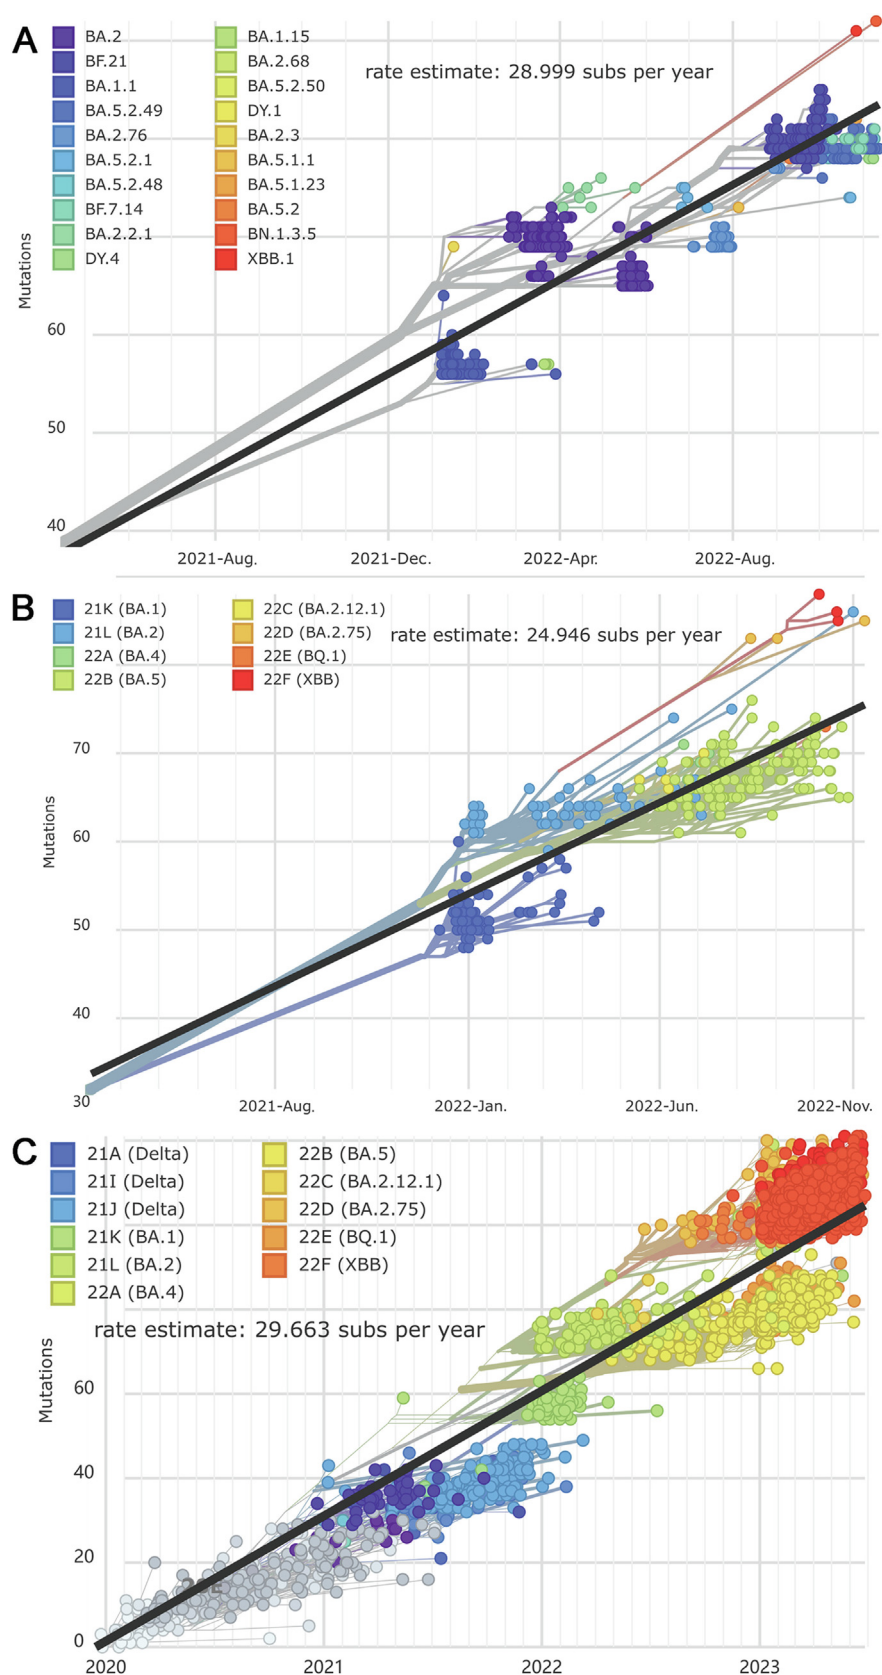 A
BA.2
BF.21
BA.1.1
BA.5.2.49
BA.2.76
BA.5.2.1
BA.5.2.48
BF.7.14
BA.2.2.1
DY.4
BA.1.15
BA.2.68
BA.5.2.50
DY.1
BA.2.3
BA.5.1.1
BA.5.1.23
BA.5.2
BN.1.3.5
XBB.1
rate estimate: 28.999 subs per year
Mutations
60
50
40
2021-Aug.
2021-Dec.
2022-Apr.
2022-Aug.
B
21K (BA.1)
21L (BA.2)
22A (BA.4)
22B (BA.5)
22C (BA.2.12.1)
22D (BA.2.75)
22E (BQ.1)
22F (XBB)
rate estimate: 24.946 subs per year
Mutations
70
60
50
40
30
2021-Aug.
2022-Jan.
2022-Jun.
2022-Nov.
C
21A (Delta)
21I (Delta)
21J (Delta)
21K (BA.1)
21L (BA.2)
22A (BA.4)
22B (BA.5)
22C (BA.2.12.1)
22D (BA.2.75)
22E (BQ.1)
22F (XBB)
rate estimate: 29.663 subs per year
Mutations
60
40
20
0
2020
2021
2022
2023